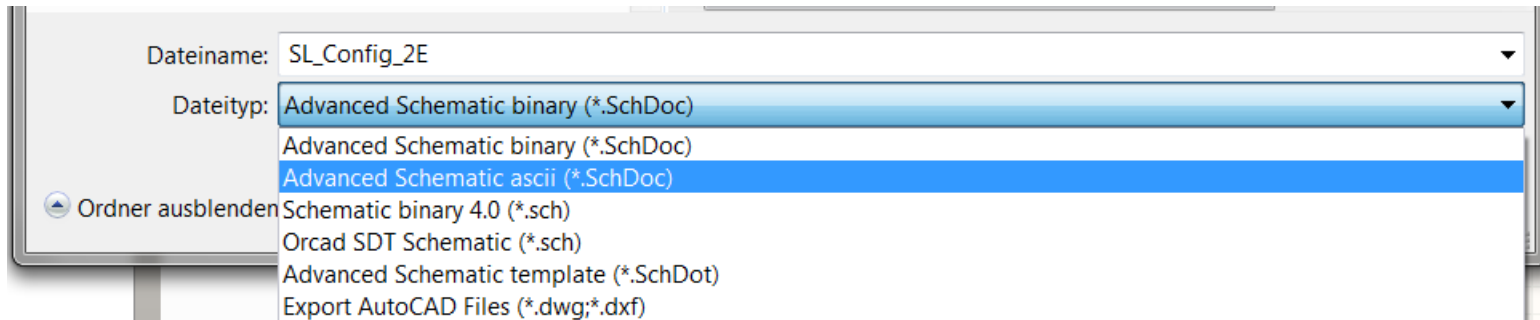 Dateiname: SL_Config_2E
Dateityp: Advanced Schematic binary (*.SchDoc)
Advanced Schematic binary (*.SchDoc)
Advanced Schematic ascii (*.SchDoc)
Ordner ausblenden Schematic binary 4.0 (*.sch)
Orcad SDT Schematic (*.sch)
Advanced Schematic template (*.SchDot)
Export AutoCAD Files (*.dwg;*.dxf)